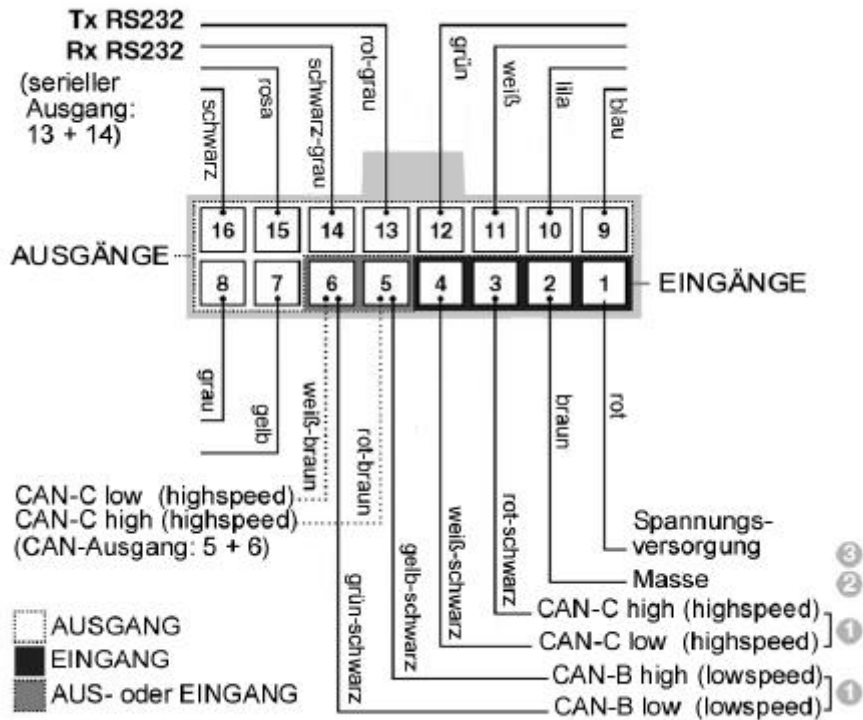 Tx RS232
Rx RS232
(serieller
Ausgang:
13 + 14)
schwarz
rosa
schwarz-grau
rot-grau
grün
weiß
lila
blau
16 15 14 13 12 11 10 9
AUSGÄNGE
8 7 6 5 4 3 2 1
EINGÄNGE
grau
gelb
weiß-braun
rot-braun
grün-schwarz
gelb-schwarz
weiß-schwarz
rot-schwarz
braun
rot
CAN-C low (highspeed)
CAN-C high (highspeed)
(CAN-Ausgang: 5 + 6)
Spannungs-
versorgung 3
Masse 2
CAN-C high (highspeed)
1
CAN-C low (highspeed)
CAN-B high (lowspeed)
1
CAN-B low (lowspeed)
AUSGANG
EINGANG
AUS- oder EINGANG